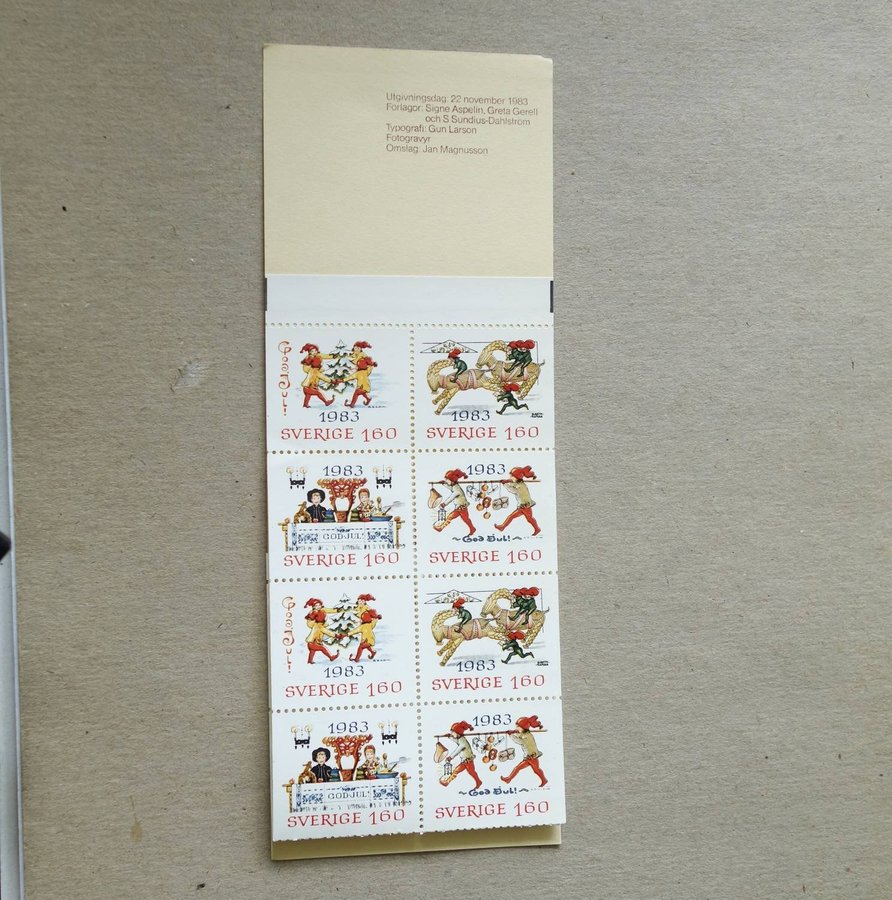 Utgivningsdag: 22 november 1983
Förlagor: Signe Aspelin, Greta Gerell
och S Sundius-Dahlström
Typografi: Gun Larson
Fotogravyr
Omslag: Jan Magnusson
God Jul!
1983
SVERIGE 160
1983
SVERIGE 160
1983
GOD JUL!
SVERIGE 160
1983
~God Jul!~
SVERIGE 160
God Jul!
1983
SVERIGE 160
1983
SVERIGE 160
1983
GOD JUL!
SVERIGE 160
1983
~God Jul!~
SVERIGE 160